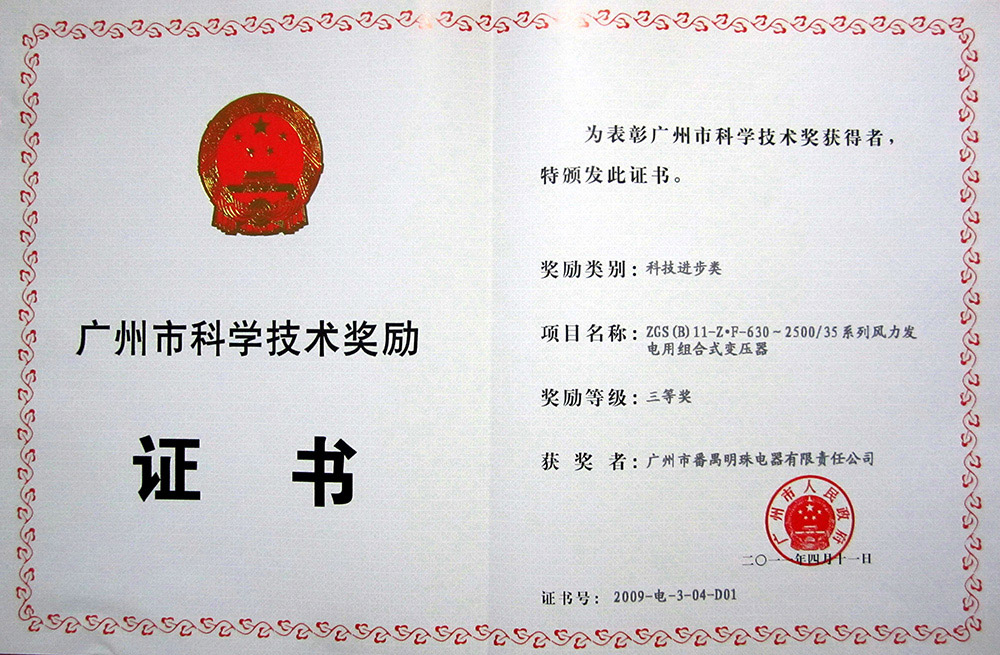 广州市科学技术奖励
证书
为表彰广州市科学技术奖获得者，
特颁发此证书。
奖励类别：科技进步类
项目名称：ZGS(B)11-Z·F-630～2500/35系列风力发
电用组合式变压器
奖励等级：三等奖
获奖者：广州市番禺明珠电器有限责任公司
广州市人民政府
二〇一一年四月十一日
证书号：2009-电-3-04-D01